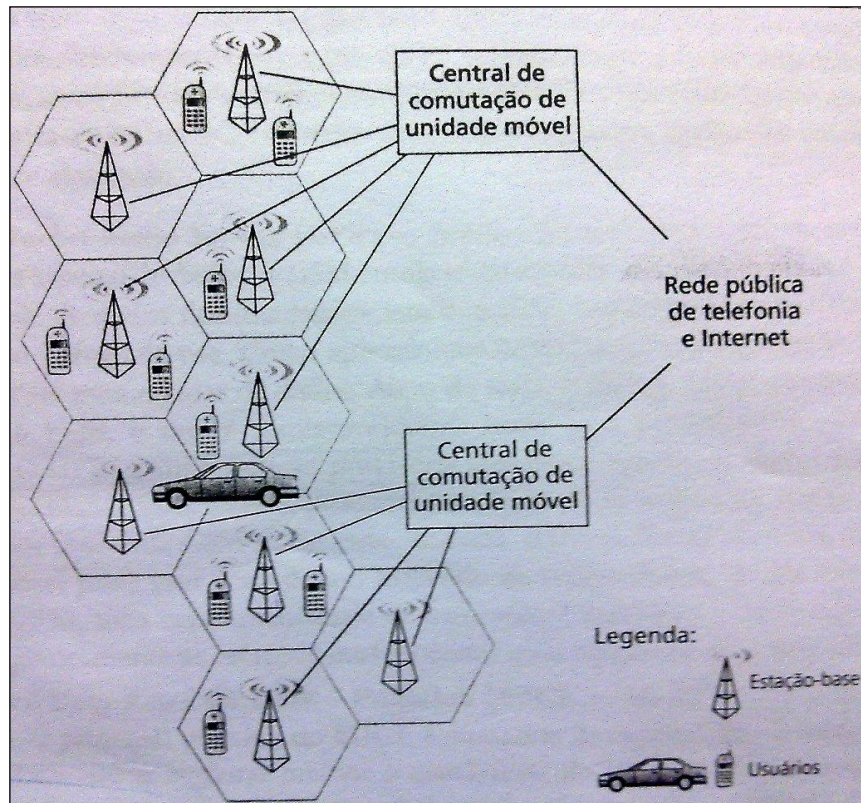 Central de
comutação de
unidade móvel
Rede pública
de telefonia
e Internet
Central de
comutação de
unidade móvel
Legenda:
Estação-base
Usuários